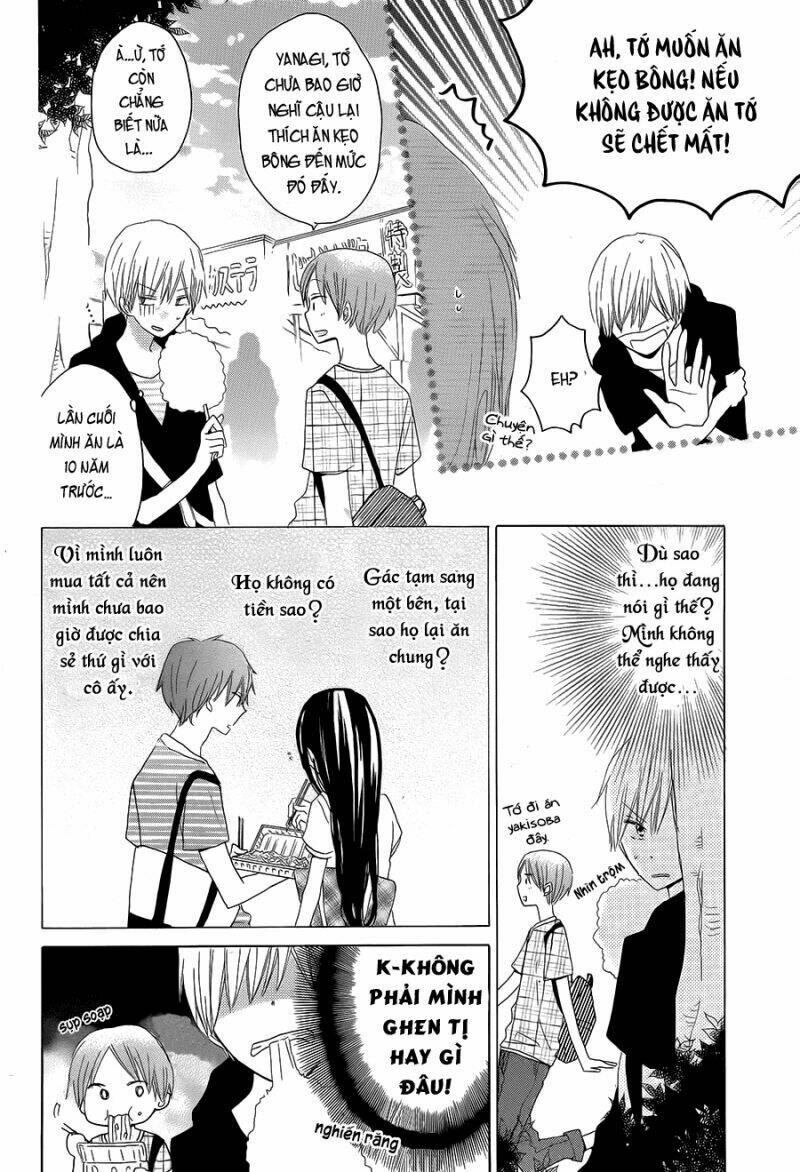 AH, TỚ MUỐN ĂN
KẸO BÔNG! NẾU
KHÔNG ĐƯỢC ĂN TỚ
SẼ CHẾT MẤT!
EH?
Chuyện
gì thế?
YANAGI, TỚ
CHƯA BAO GIỜ
NGHĨ CẬU LẠI
THÍCH ĂN KẸO
BÔNG ĐẾN MỨC
ĐÓ ĐẤY.
À...Ừ, TỚ
CÒN
CHẲNG
BIẾT NỮA
LÀ...
特製
ステラ
LẦN CUỐI
MÌNH ĂN LÀ
10 NĂM
TRƯỚC...
Dù sao
thì...họ đang
nói gì thế?
Mình không
thể nghe thấy
được...
Tớ đi ăn
yakisoba
đây.
Nhìn trộm
Gác tạm sang
một bên, tại
sao họ lại ăn
chung?
Họ không có
tiền sao?
Vì mình luôn
mua tất cả nên
mình chưa bao
giờ được chia
sẻ thứ gì với
cô ấy.
K-KHÔNG
PHẢI MÌNH
GHEN TỊ
HAY GÌ
ĐÂU!
nghiến răng
sụp soạp